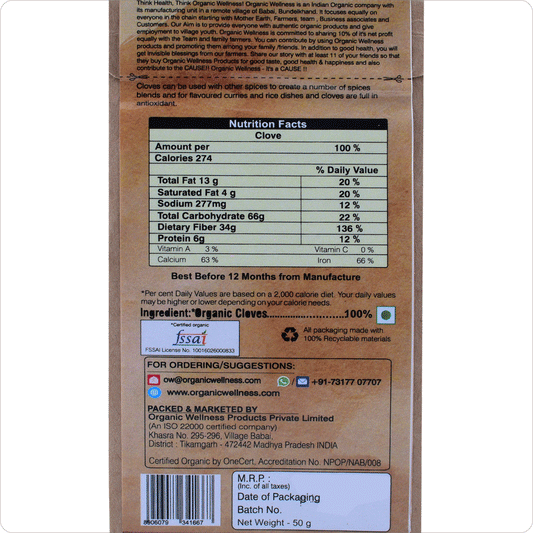 Think Health, Think Organic Wellness! Organic Wellness is an Indian Organic company with
its manufacturing unit in a remote village of Babai, Bundelkhand. It focuses equally on
everyone in the chain starting with Mother Earth, Farmers, team , Business associates and
Customers. Our Aim is to provide everyone with authentic organic products and give
employment to village youth. Organic Wellness is committed to sharing 10% of it's net profit
equally with the Team and family farmers. You can contribute by using Organic Wellness
products and promoting them among your family /friends. In addition to good health, you will
get invisible blessings from our farmers. Share our story with at least 11 of your friends so that
they buy Organic Wellness Products for good taste, good health & happiness and also
contribute to the CAUSE!! Organic Wellness - it's a CAUSE !!
Cloves can be used with other spices to create a number of spices
blends and for flavoured curries and rice dishes and cloves are full in
antioxidant.
Nutrition Facts
Clove
Amount per 100 %
Calories 274
% Daily Value
Total Fat 13 g 20 %
Saturated Fat 4 g 20 %
Sodium 277mg 12 %
Total Carbohydrate 66g 22 %
Dietary Fiber 34g 136 %
Protein 6g 12 %
Vitamin A 3 % Vitamin C 0 %
Calcium 63 % Iron 66 %
Best Before 12 Months from Manufacture
*Per cent Daily Values are based on a 2,000 calorie diet. Your daily values
may be higher or lower depending on your calorie needs.
Ingredient:*Organic Cloves........................100%
*Certified organic
fssai
FSSAI License No. 10016026000833
All packaging made with
100% Recyclable materials
FOR ORDERING/SUGGESTIONS:
ow@organicwellness.com / +91-73177 07707
www.organicwellness.com
PACKED & MARKETED BY
Organic Wellness Products Private Limited
(An ISO 22000 certified company)
Khasra No. 295-296, Village Babai,
District : Tikamgarh - 472442 Madhya Pradesh INDIA
Certified Organic by OneCert, Accreditation No. NPOP/NAB/008
8906079 341667
M.R.P. :
(Inc. of all taxes)
Date of Packaging
Batch No.
Net Weight - 50 g